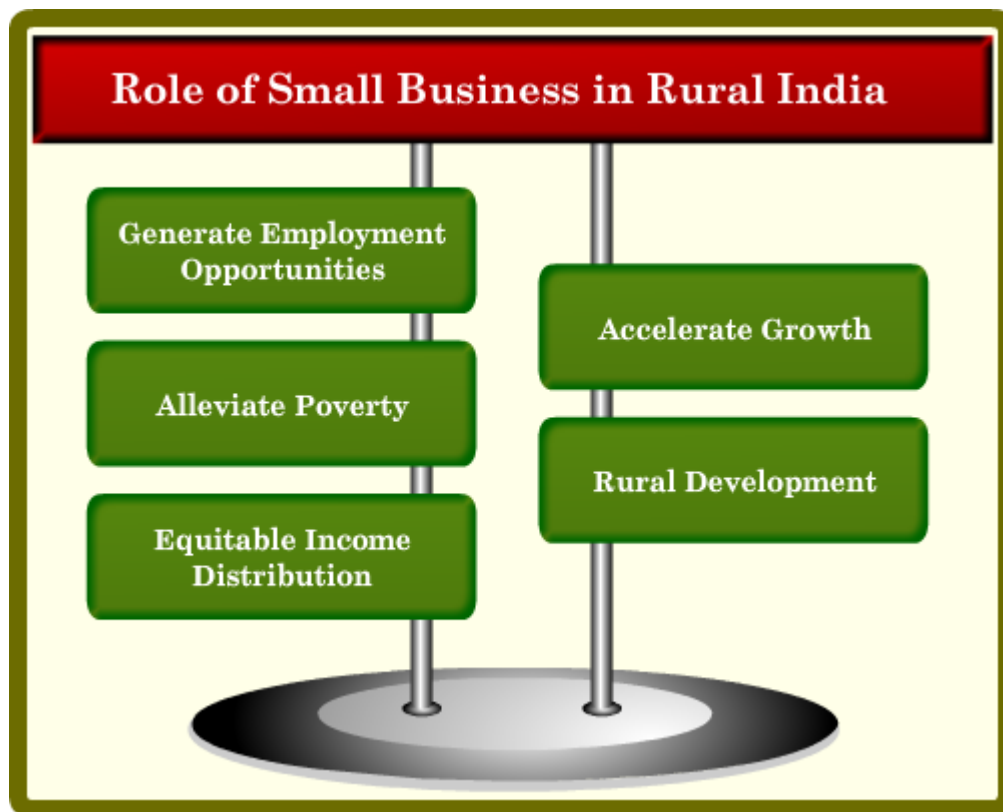 Role of Small Business in Rural India
Generate Employment
Opportunities
Alleviate Poverty
Equitable Income
Distribution
Accelerate Growth
Rural Development